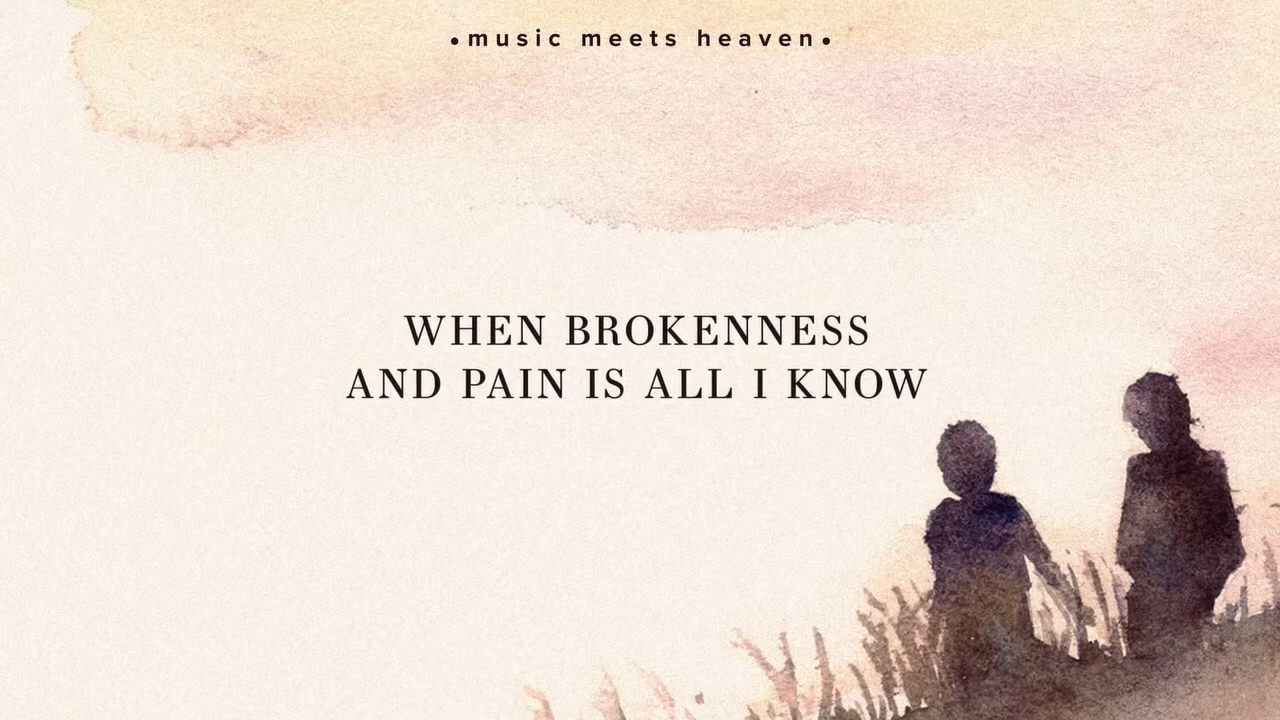 •music meets heaven•
WHEN BROKENNESS
AND PAIN IS ALL I KNOW